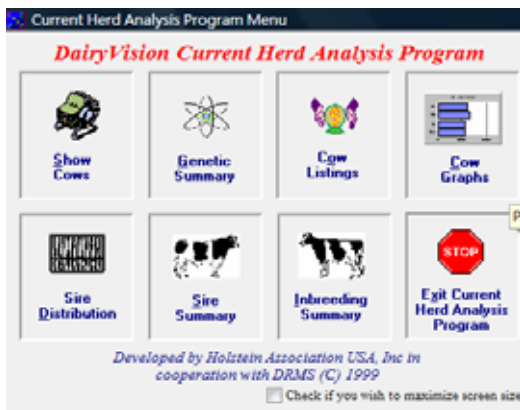 Current Herd Analysis Program Menu
DairyVision Current Herd Analysis Program
Show
Cows
Genetic
Summary
Cow
Listings
Cow
Graphs
Sire
Distribution
Sire
Summary
Inbreeding
Summary
STOP
Exit Current
Herd Analysis
Program
Developed by Holstein Association USA, Inc in
cooperation with DRMS (C) 1999
Check if you wish to maximize screen size